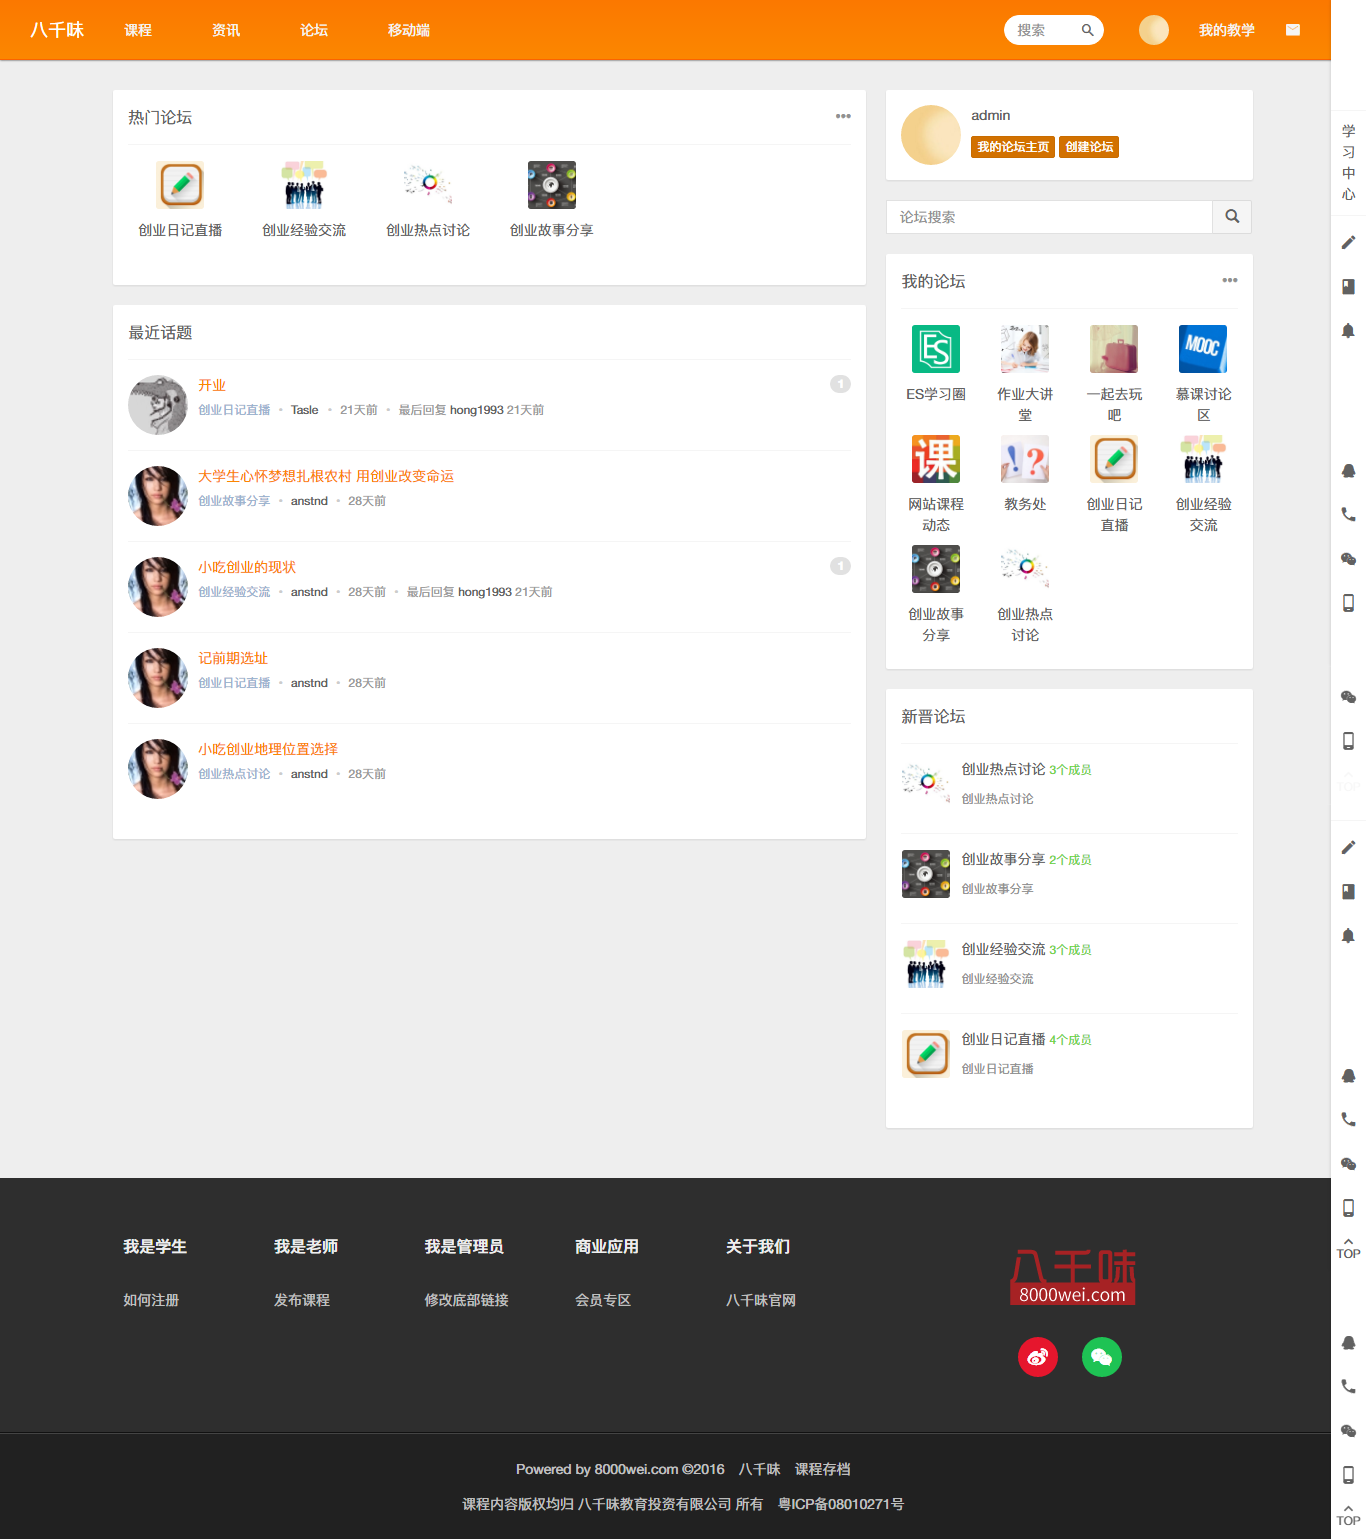 八千味 课程 资讯 论坛 移动端 搜索 我的教学
热门论坛
创业日记直播 创业经验交流 创业热点讨论 创业故事分享
最近话题
开业 1
创业日记直播 • Tasle • 21天前 • 最后回复 hong1993 21天前
大学生心怀梦想扎根农村 用创业改变命运
创业故事分享 • anstnd • 28天前
小吃创业的现状 1
创业经验交流 • anstnd • 28天前 • 最后回复 hong1993 21天前
记前期选址
创业日记直播 • anstnd • 28天前
小吃创业地理位置选择
创业热点讨论 • anstnd • 28天前
admin
我的论坛主页 创建论坛
论坛搜索
我的论坛
ES
MOOC
ES学习圈 作业大讲堂 一起去玩吧 慕课讨论区
课
网站课程动态 教务处 创业日记直播 创业经验交流
创业故事分享 创业热点讨论
新晋论坛
创业热点讨论 3个成员
创业热点讨论
创业故事分享 2个成员
创业故事分享
创业经验交流 3个成员
创业经验交流
创业日记直播 4个成员
创业日记直播
学
习
中
心
TOP
TOP
TOP
我是学生 我是老师 我是管理员 商业应用 关于我们
如何注册 发布课程 修改底部链接 会员专区 八千味官网
八千味
8000wei.com
Powered by 8000wei.com ©2016 八千味 课程存档
课程内容版权均归 八千味教育投资有限公司 所有 粤ICP备08010271号